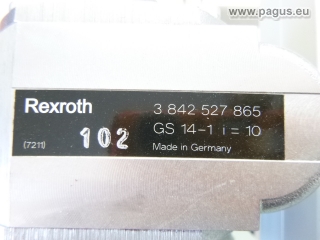 www.pagus.eu
Rexroth 3 842 527 865
GS 14-1 i = 10
(7211) 102 Made in Germany